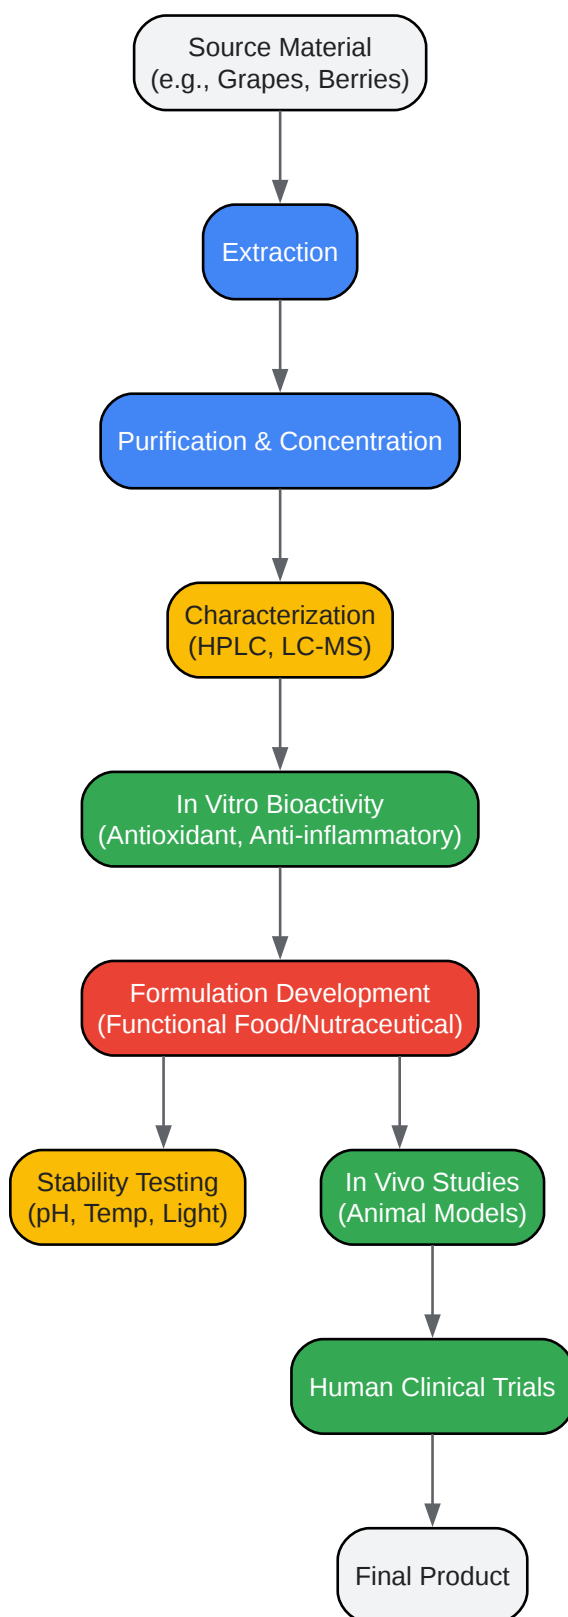 Source Material
(e.g., Grapes, Berries)
Extraction
Purification & Concentration
Characterization
(HPLC, LC-MS)
In Vitro Bioactivity
(Antioxidant, Anti-inflammatory)
Formulation Development
(Functional Food/Nutraceutical)
Stability Testing
(pH, Temp, Light)
In Vivo Studies
(Animal Models)
Human Clinical Trials
Final Product